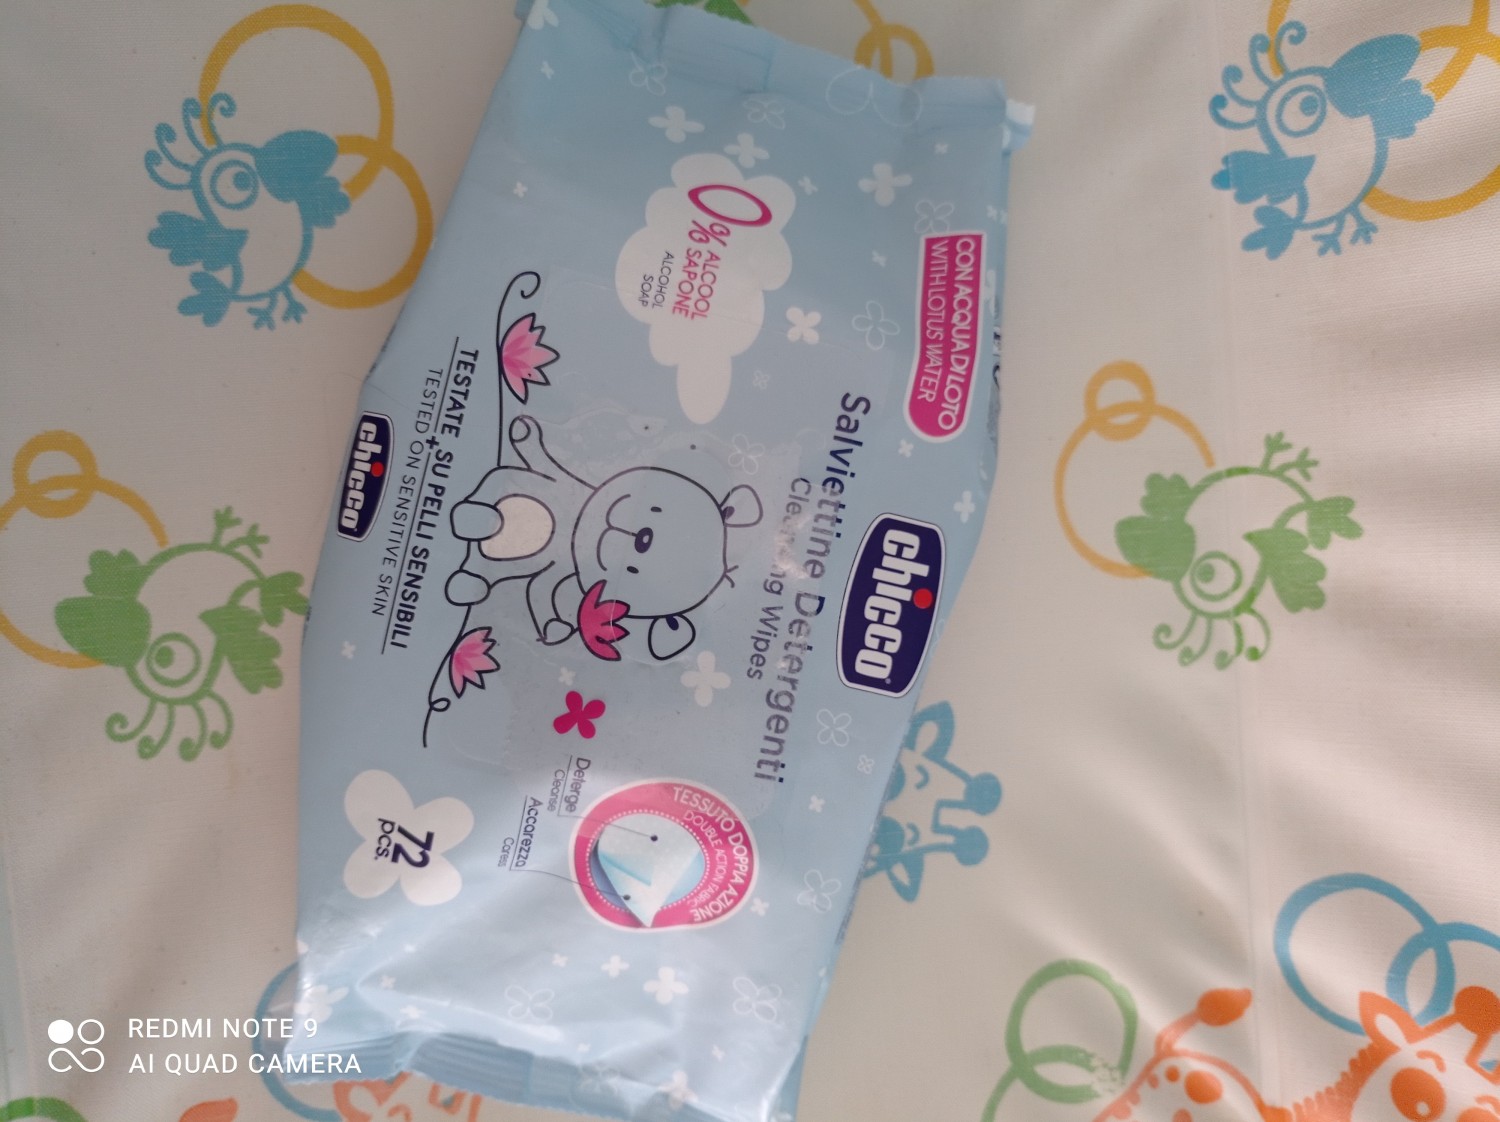 CON ACQUA DI LOTO
WITH LOTUS WATER
chicco
Salviettine Detergenti
Cleansing Wipes
0% ALCOOL
SAPONE
ALCOHOL
SOAP
TESSUTO DOPPIA AZIONE
DOUBLE ACTION FABRIC
Deterge
Cleanse
Accarezza
Caress
TESTATE SU PELLI SENSIBILI
TESTED ON SENSITIVE SKIN
chicco
72
pcs.
REDMI NOTE 9
AI QUAD CAMERA